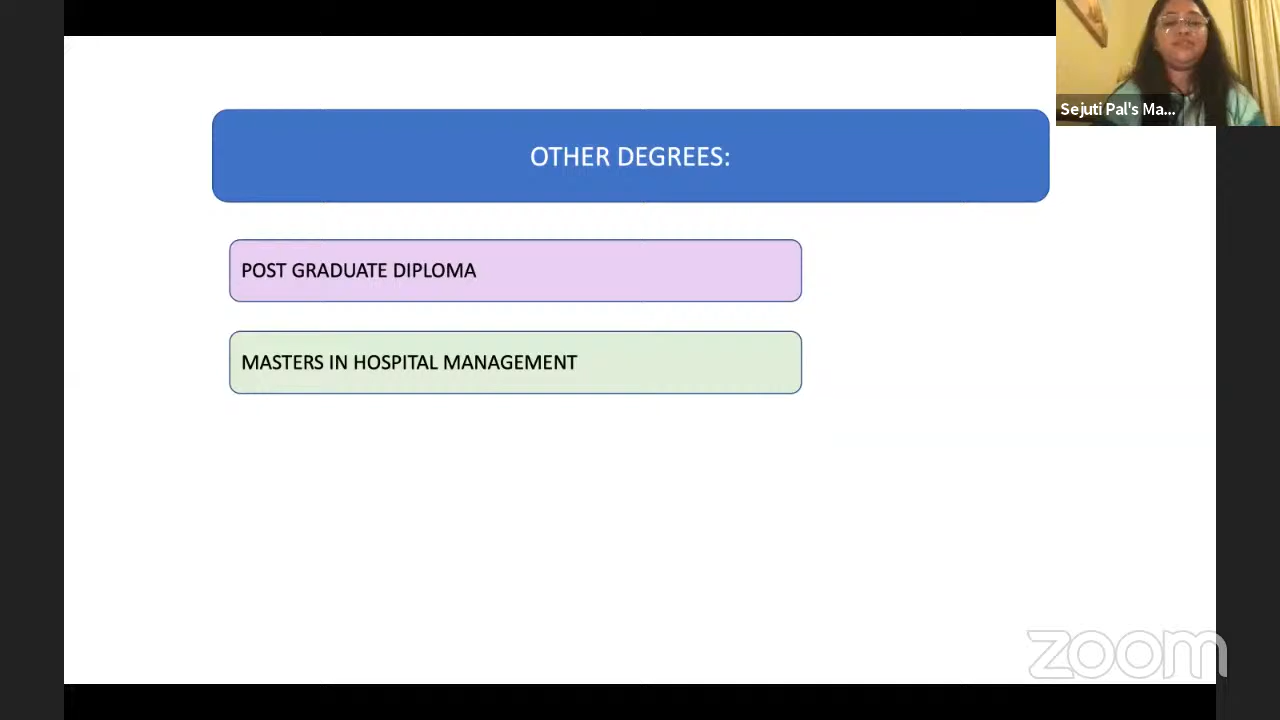 Sejuti Pal's Ma...
OTHER DEGREES:
POST GRADUATE DIPLOMA
MASTERS IN HOSPITAL MANAGEMENT
zoom